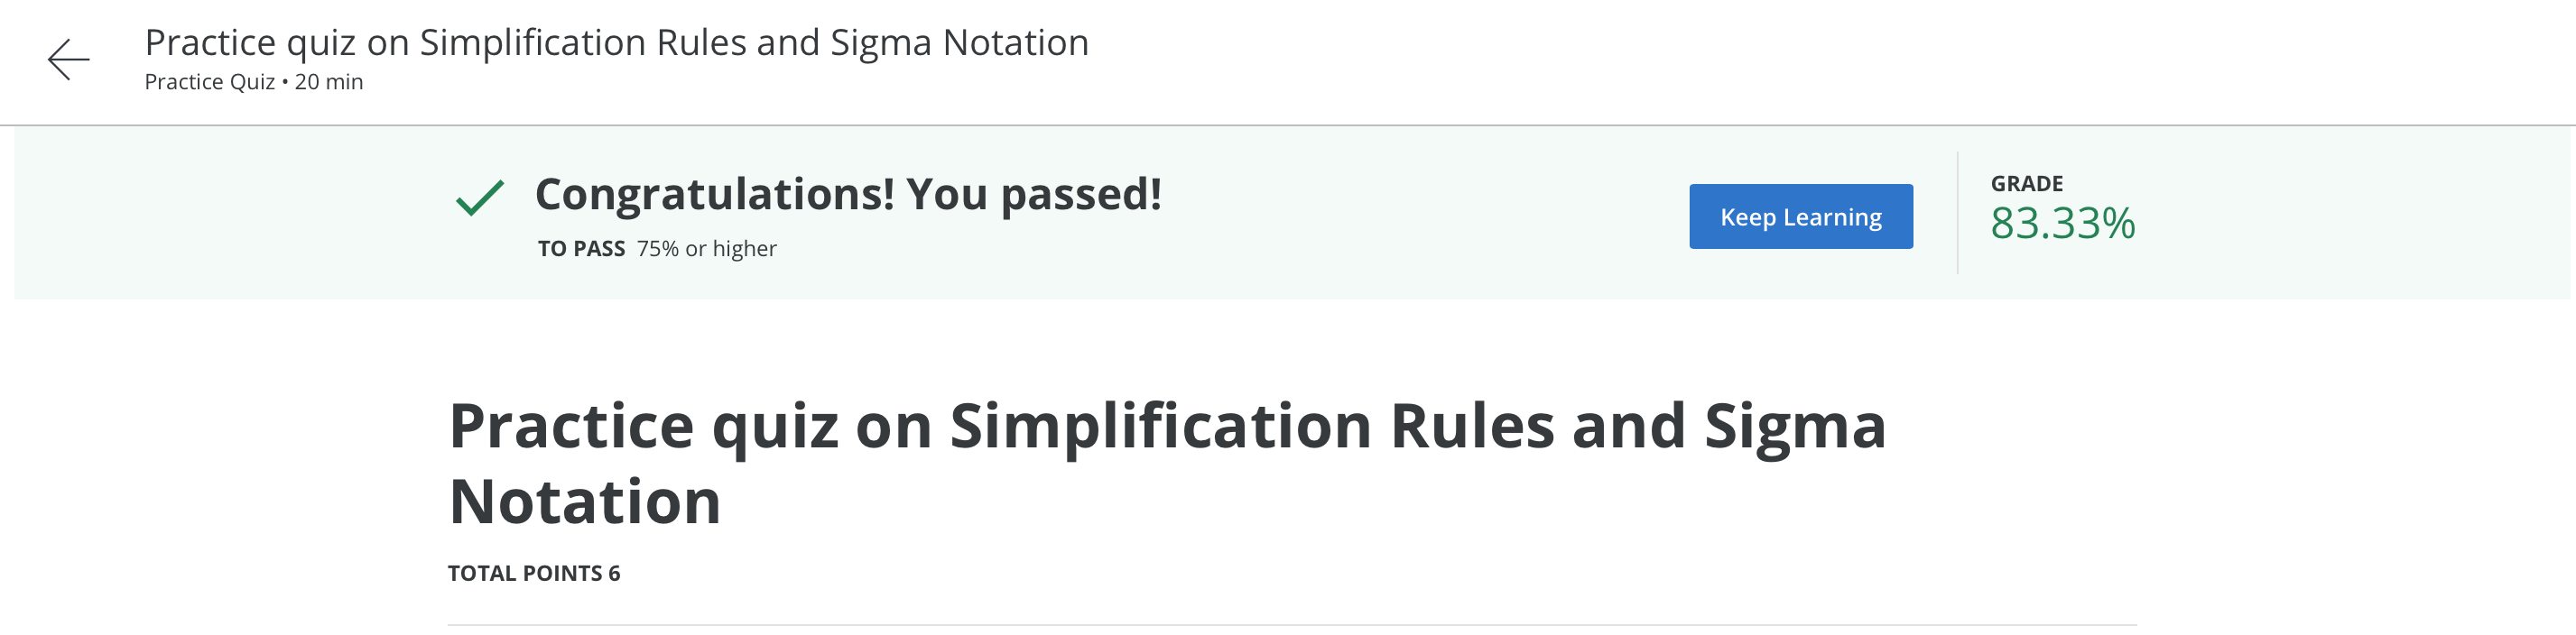 Practice quiz on Simplification Rules and Sigma Notation
Practice Quiz • 20 min
Congratulations! You passed!
TO PASS 75% or higher
Keep Learning
GRADE
83.33%
Practice quiz on Simplification Rules and Sigma
Notation
TOTAL POINTS 6